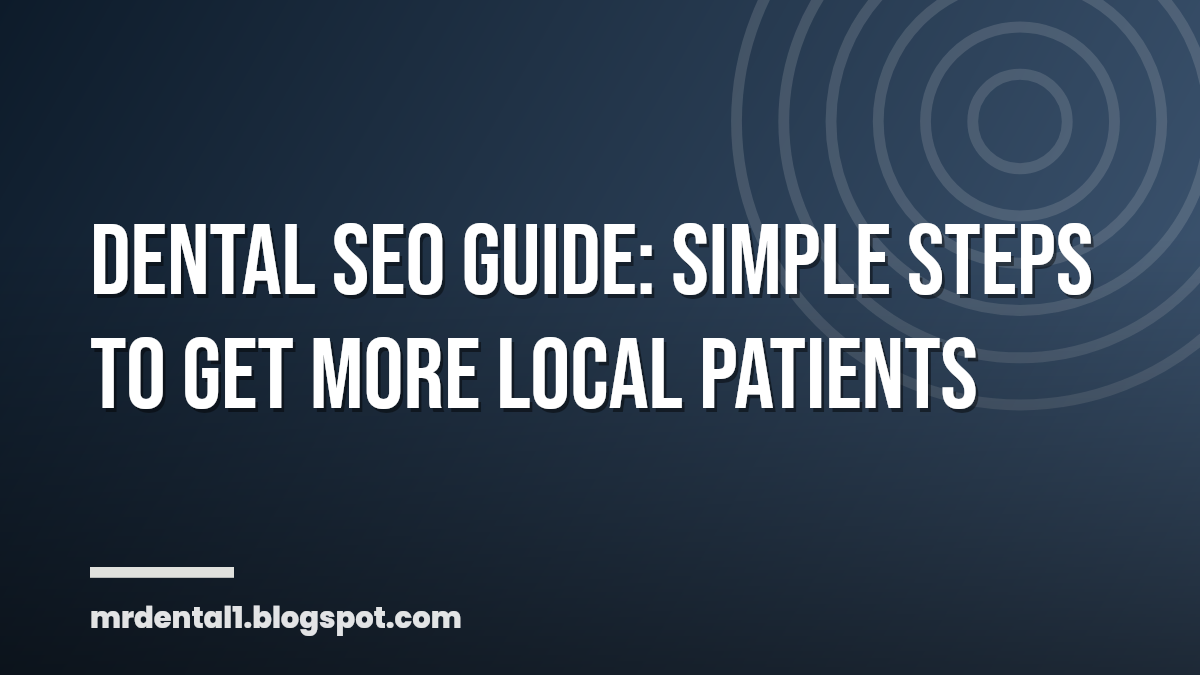 DENTAL SEO GUIDE: SIMPLE STEPS
TO GET MORE LOCAL PATIENTS
mrdental1.blogspot.com